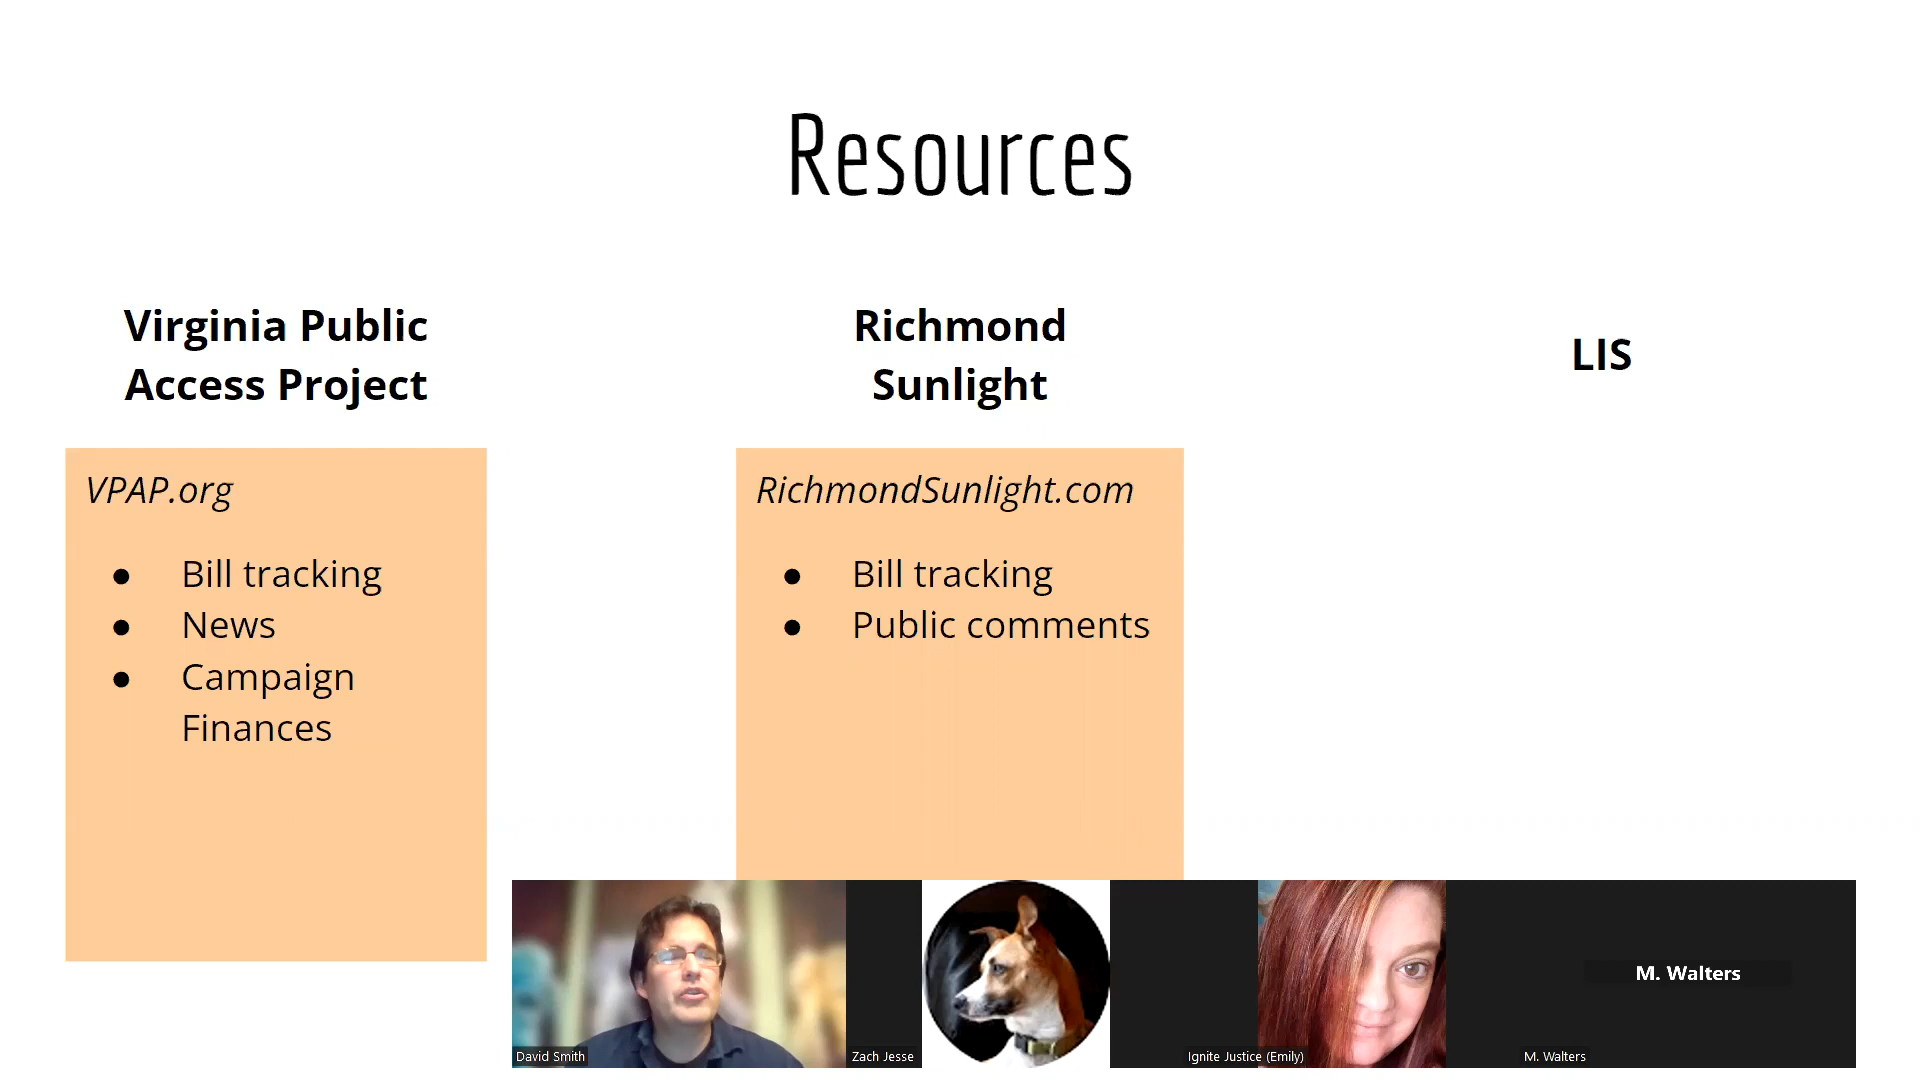 Resources
Virginia Public
Access Project
VPAP.org
● Bill tracking
● News
● Campaign
Finances
Richmond
Sunlight
RichmondSunlight.com
● Bill tracking
● Public comments
LIS
M. Walters
David Smith
Zach Jesse
Ignite Justice (Emily)
M. Walters